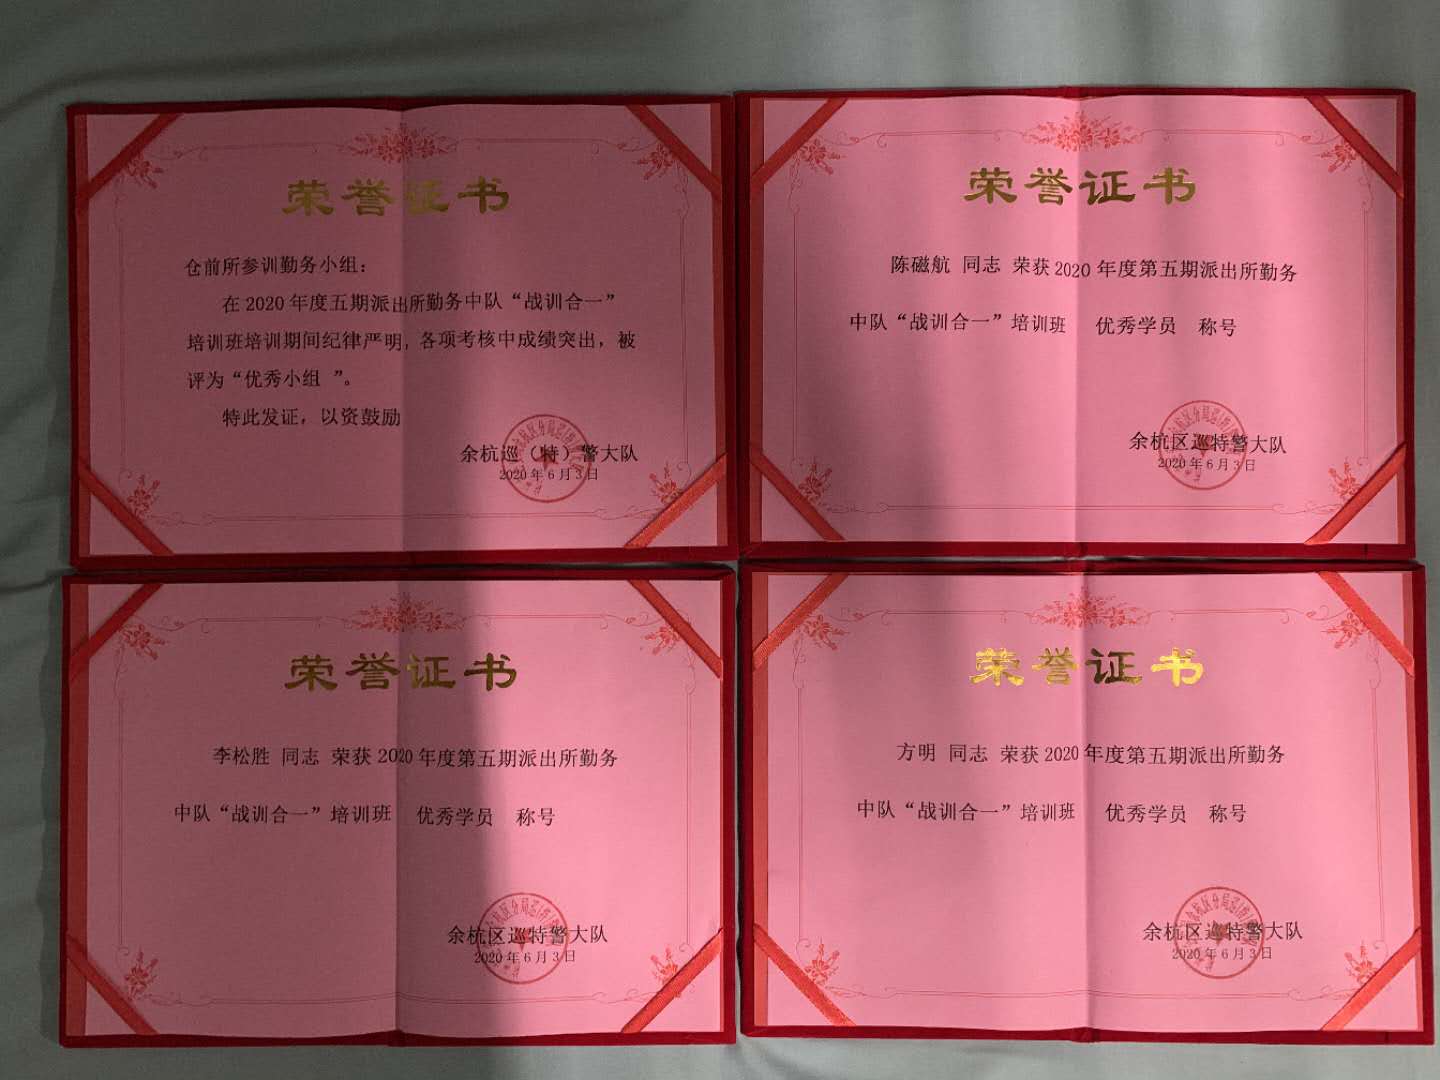 荣誉证书
仓前所参训勤务小组：
在2020年度五期派出所勤务中队“战训合一”
培训班培训期间纪律严明，各项考核中成绩突出，被
评为“优秀小组 ”。
特此发证，以资鼓励
余杭巡（特）警大队
2020年6月3日
荣誉证书
陈磁航 同志 荣获2020年度第五期派出所勤务
中队“战训合一”培训班 优秀学员 称号
余杭区巡特警大队
2020年6月3日
荣誉证书
李松胜 同志 荣获2020年度第五期派出所勤务
中队“战训合一”培训班 优秀学员 称号
余杭区巡特警大队
2020年6月3日
荣誉证书
方明 同志 荣获2020年度第五期派出所勤务
中队“战训合一”培训班 优秀学员 称号
余杭区巡特警大队
2020年6月3日